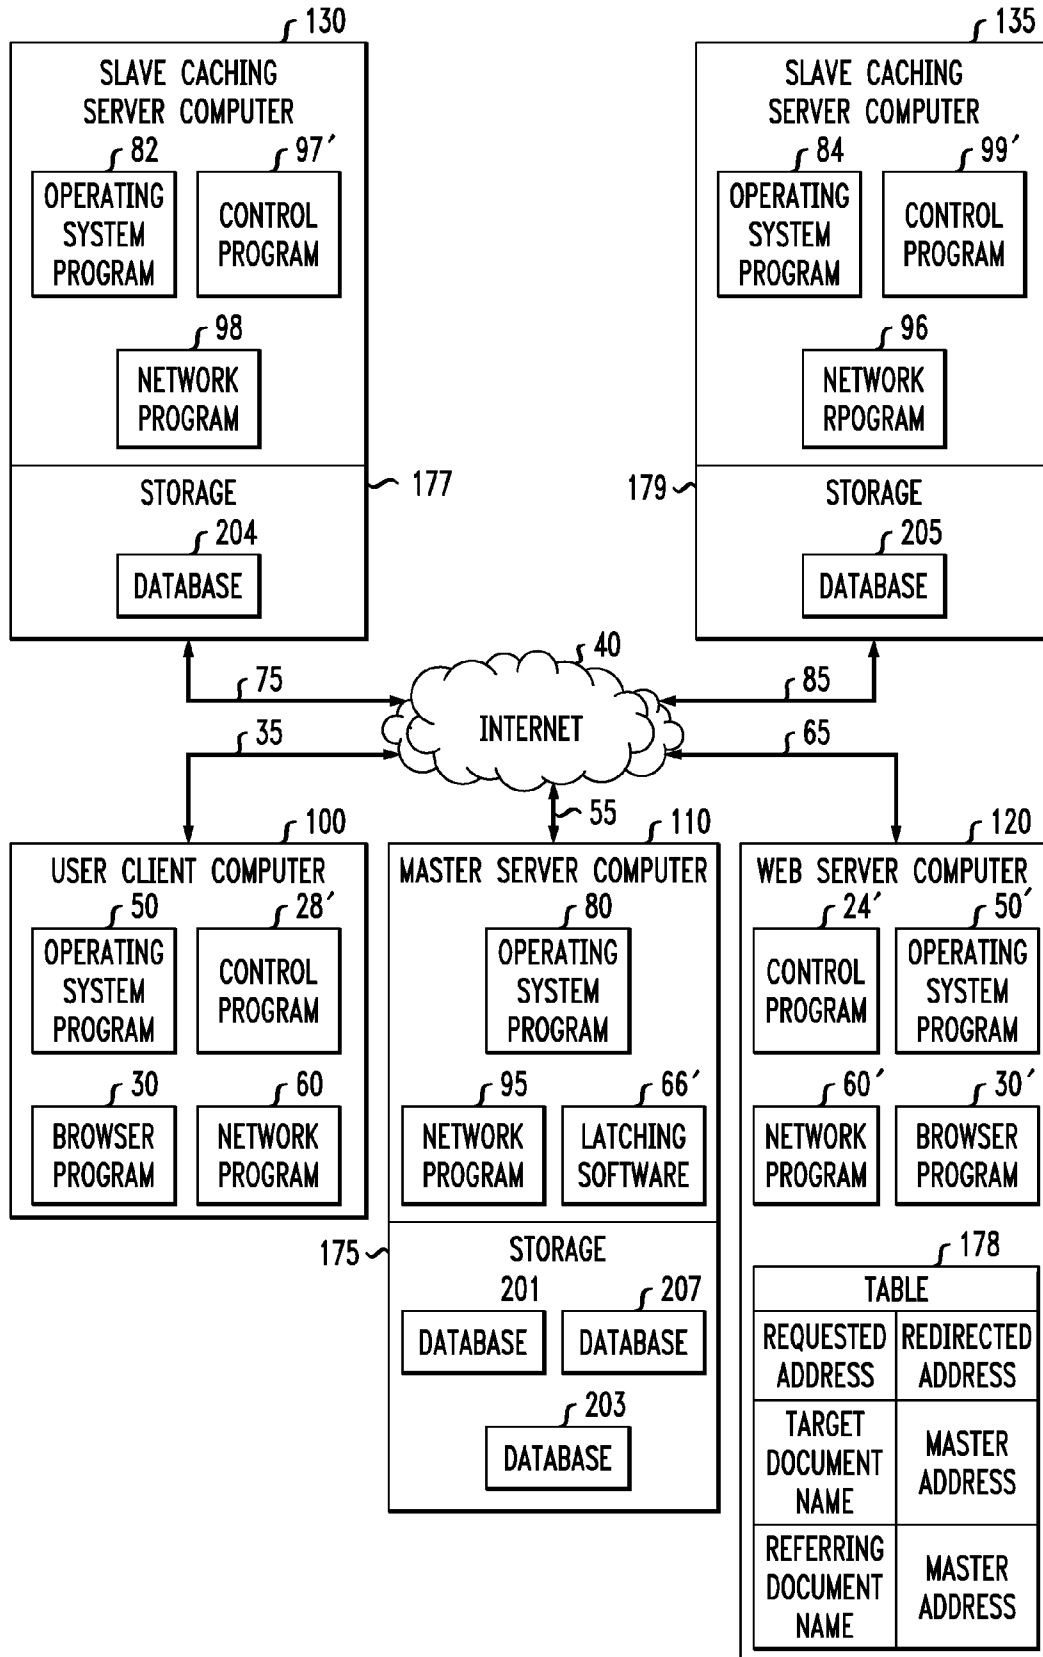 130
SLAVE CACHING
SERVER COMPUTER
82
97′
OPERATING
SYSTEM
PROGRAM
CONTROL
PROGRAM
98
NETWORK
PROGRAM
177
STORAGE
204
DATABASE
135
SLAVE CACHING
SERVER COMPUTER
84
99′
OPERATING
SYSTEM
PROGRAM
CONTROL
PROGRAM
96
NETWORK
RPOGRAM
179
STORAGE
205
DATABASE
40
75
85
INTERNET
35
65
55
100
USER CLIENT COMPUTER
50
28′
OPERATING
SYSTEM
PROGRAM
CONTROL
PROGRAM
30
60
BROWSER
PROGRAM
NETWORK
PROGRAM
110
MASTER SERVER COMPUTER
80
OPERATING
SYSTEM
PROGRAM
95
66′
NETWORK
PROGRAM
LATCHING
SOFTWARE
175
STORAGE
201
207
DATABASE
DATABASE
203
DATABASE
120
WEB SERVER COMPUTER
24′
50′
CONTROL
PROGRAM
OPERATING
SYSTEM
PROGRAM
60′
30′
NETWORK
PROGRAM
BROWSER
PROGRAM
178
TABLE
REQUESTED
ADDRESS
REDIRECTED
ADDRESS
TARGET
DOCUMENT
NAME
MASTER
ADDRESS
REFERRING
DOCUMENT
NAME
MASTER
ADDRESS